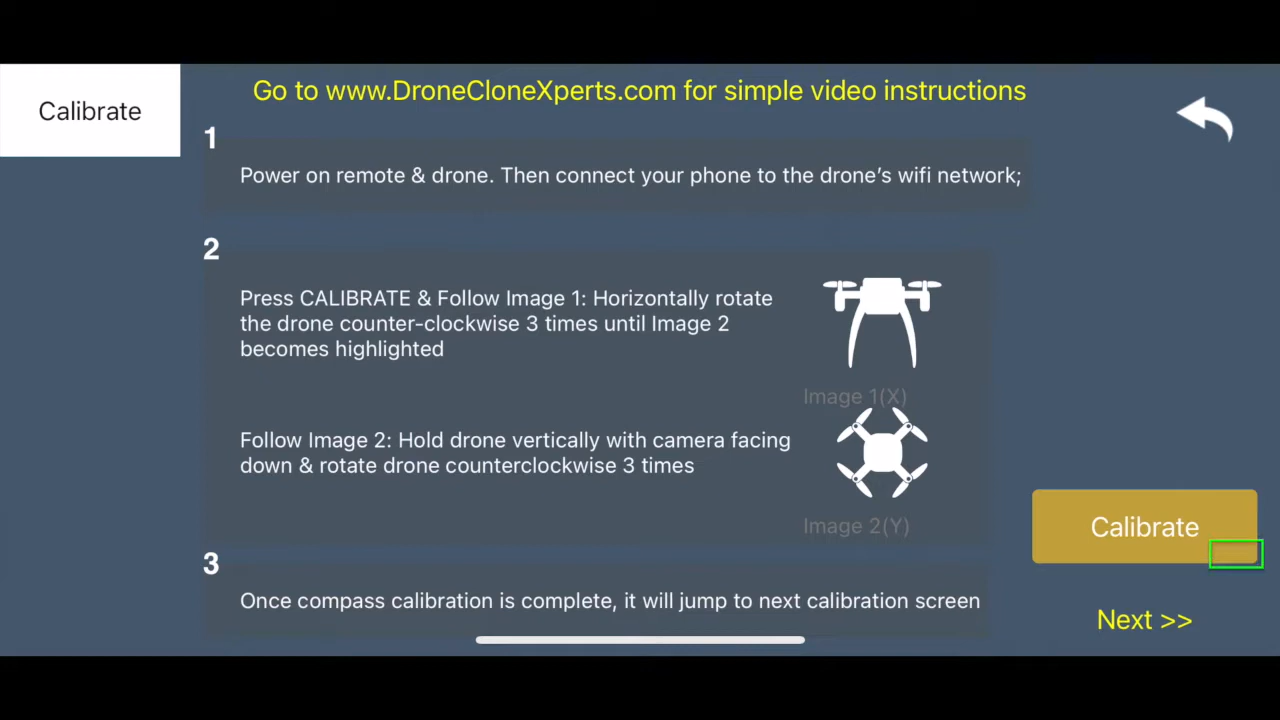 Go to www.DroneCloneXperts.com for simple video instructions
Calibrate
1
Power on remote & drone. Then connect your phone to the drone’s wifi network;
2
Press CALIBRATE & Follow Image 1: Horizontally rotate
the drone counter-clockwise 3 times until Image 2
becomes highlighted
Image 1(X)
Follow Image 2: Hold drone vertically with camera facing
down & rotate drone counterclockwise 3 times
Image 2(Y)
Calibrate
3
Once compass calibration is complete, it will jump to next calibration screen
Next >>